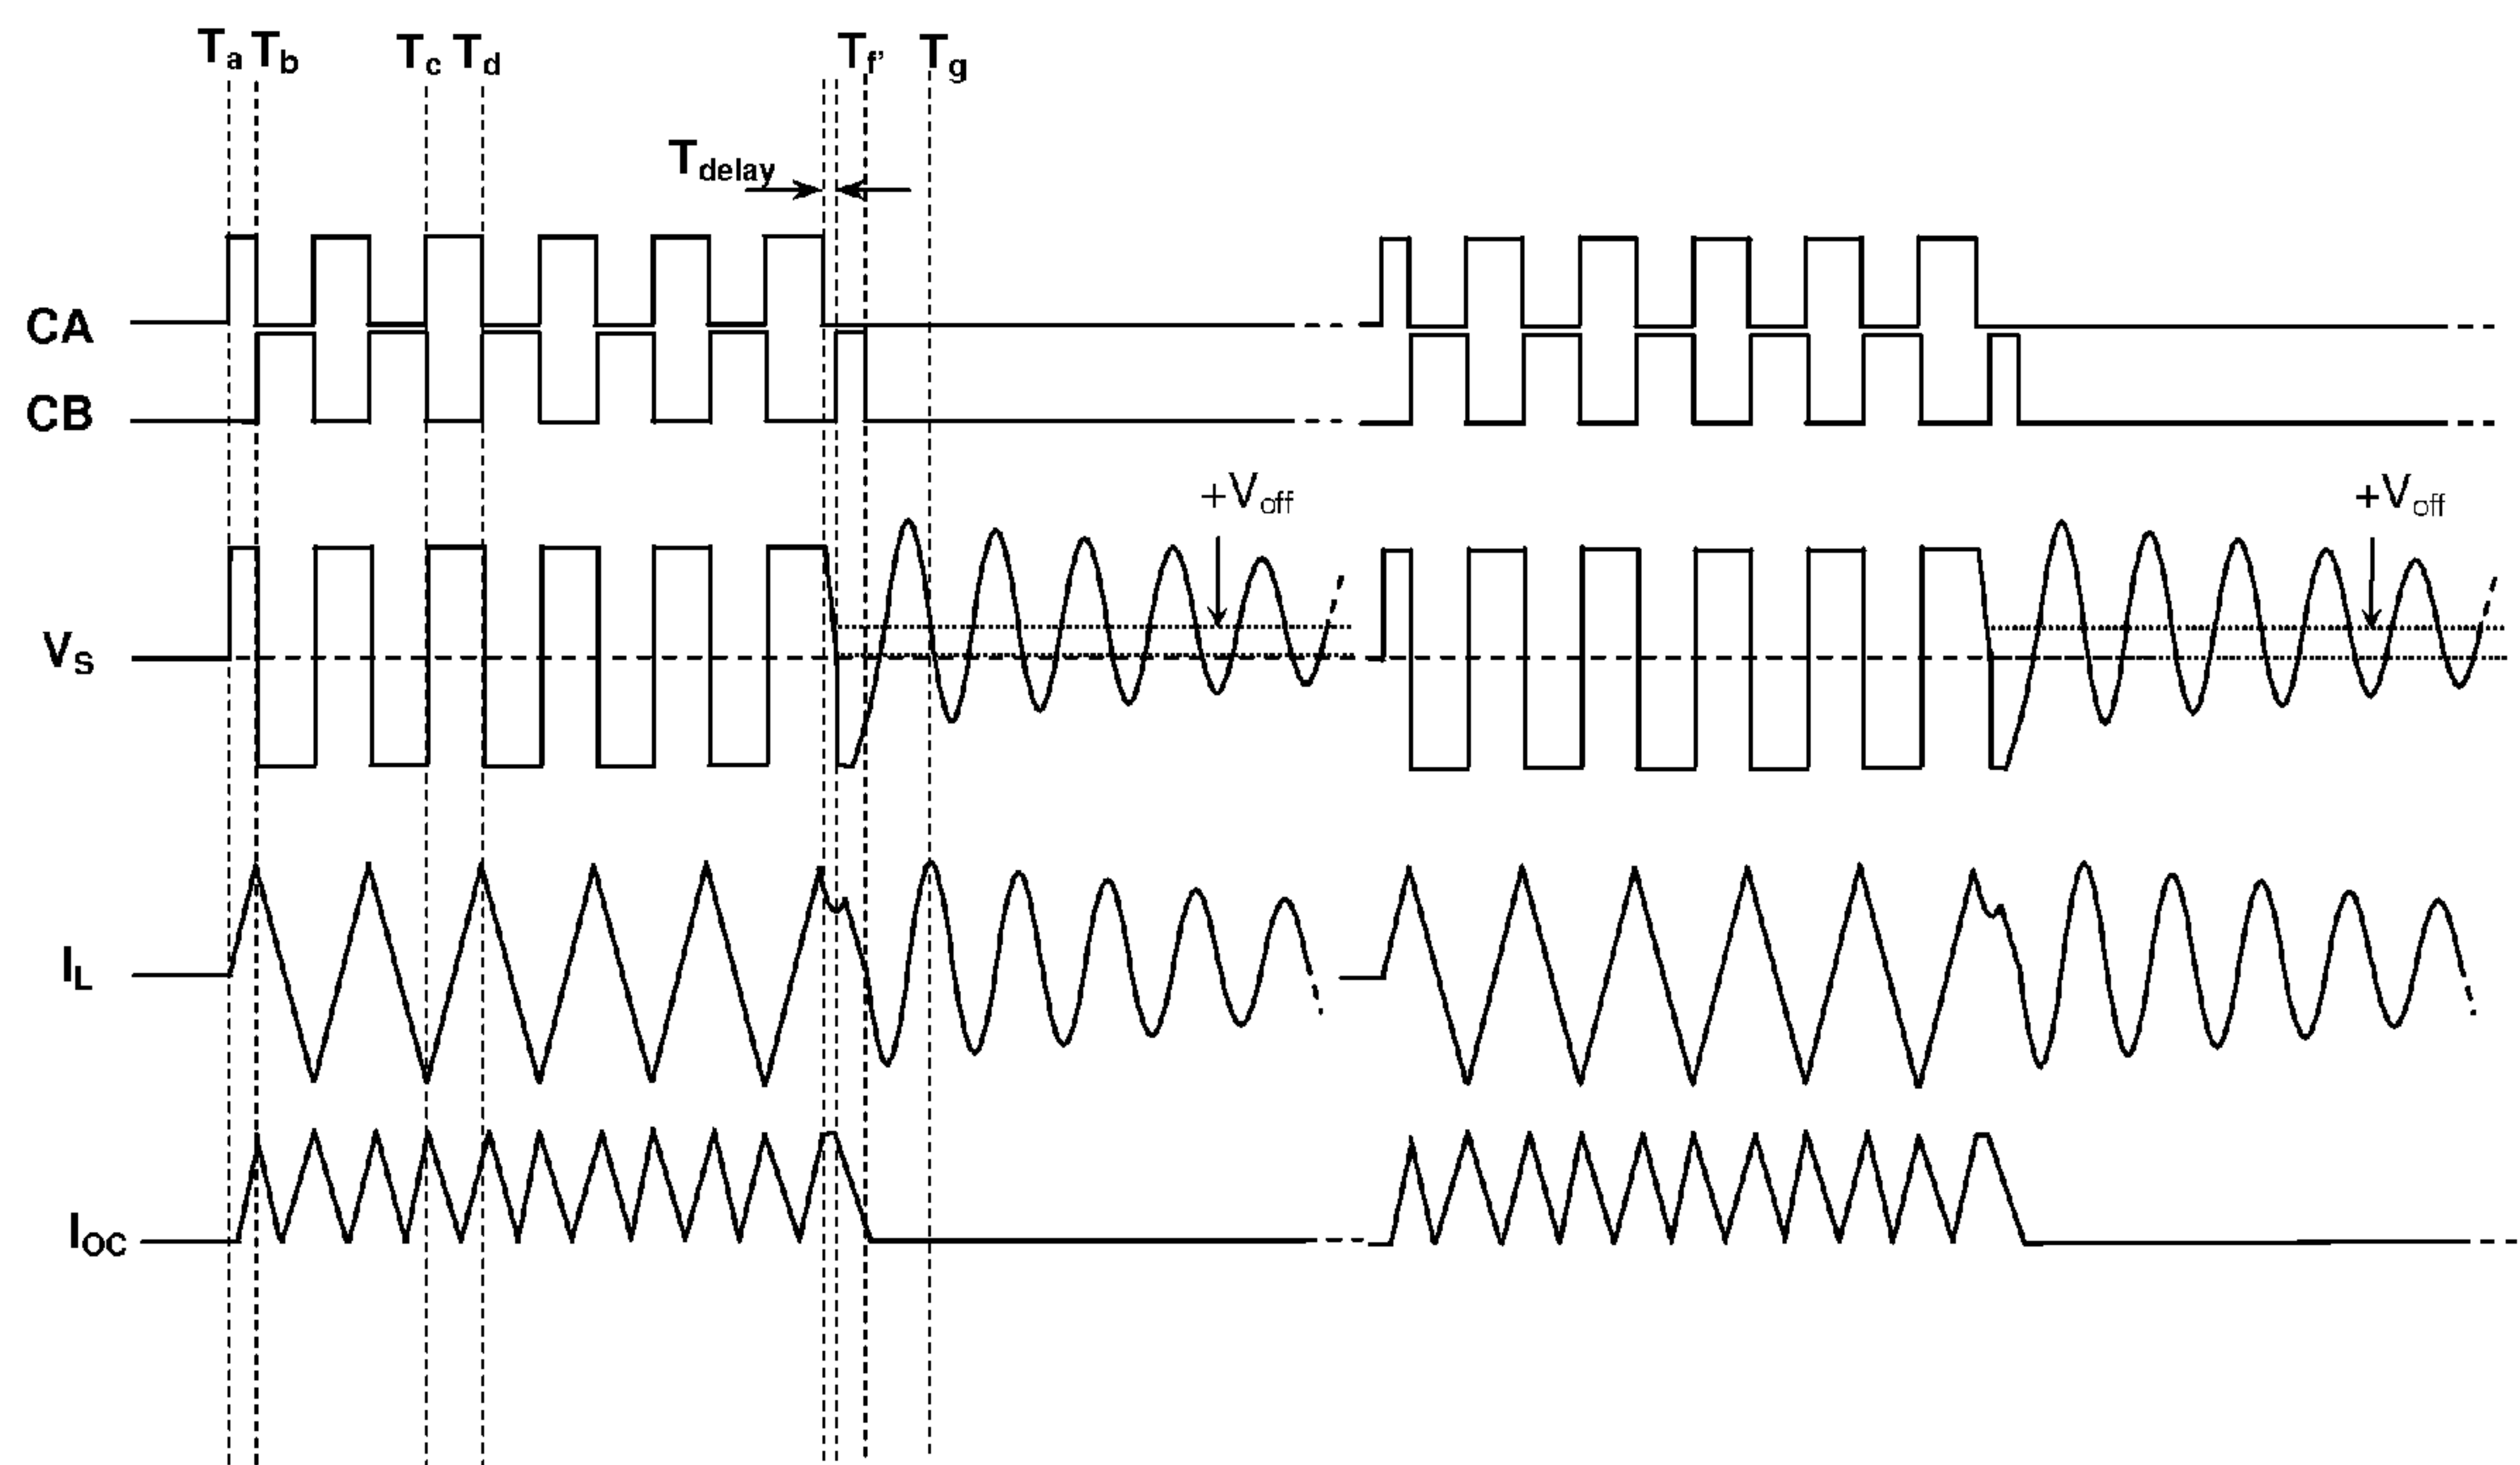 Ta Tb Tc Td Tf' Tg
Tdelay
CA
CB
+Voff +Voff
VS
IL
IOC